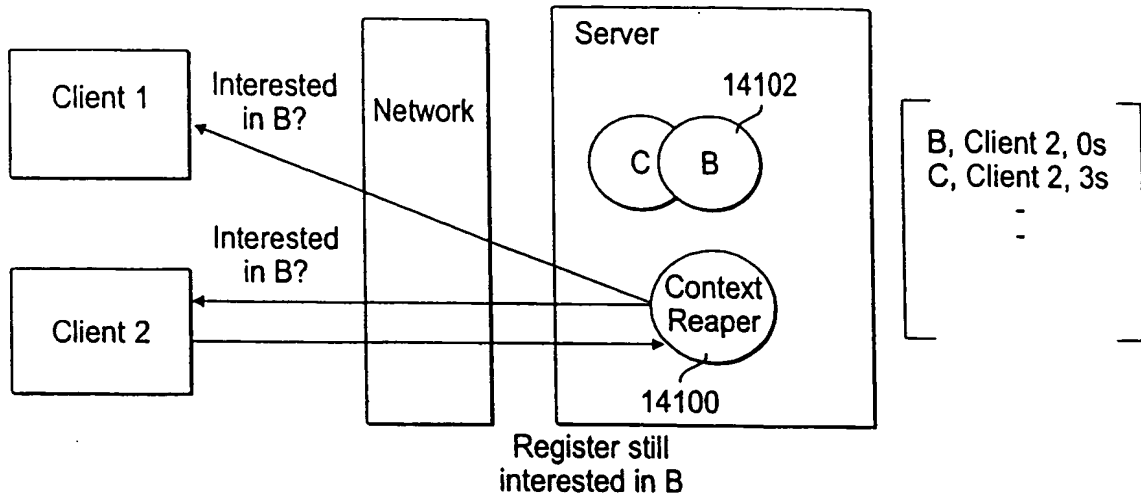 Client 1
Interested
in B?
Network
Server
14102
C
B
B, Client 2, 0s
C, Client 2, 3s
-
-
Interested
in B?
Client 2
Context
Reaper
14100
Register still
interested in B